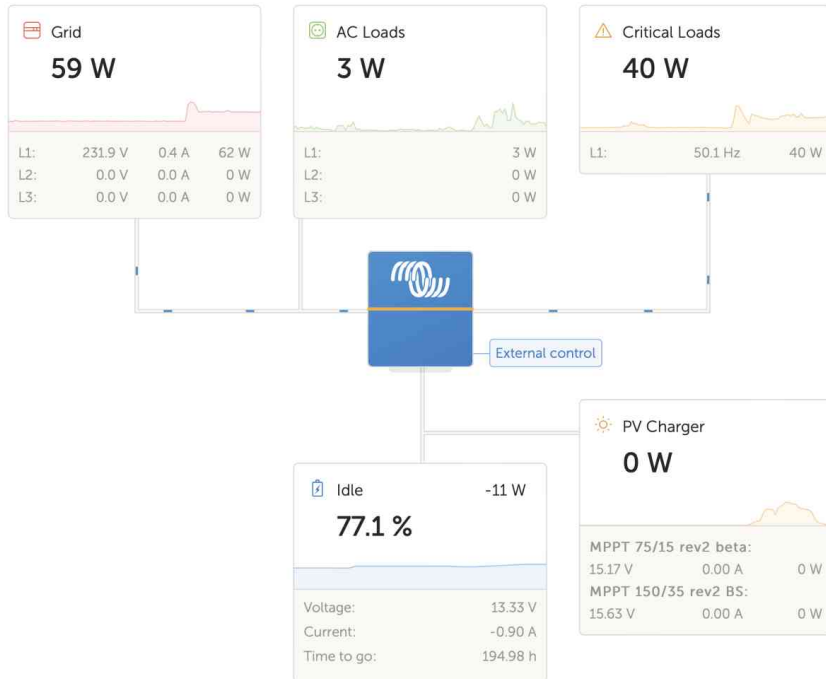 Grid
59 W
L1: 231.9 V 0.4 A 62 W
L2: 0.0 V 0.0 A 0 W
L3: 0.0 V 0.0 A 0 W
AC Loads
3 W
L1: 3 W
L2: 0 W
L3: 0 W
Critical Loads
40 W
L1: 50.1 Hz 40 W
External control
Idle -11 W
77.1 %
Voltage: 13.33 V
Current: -0.90 A
Time to go: 194.98 h
PV Charger
0 W
MPPT 75/15 rev2 beta:
15.17 V 0.00 A 0 W
MPPT 150/35 rev2 BS:
15.63 V 0.00 A 0 W